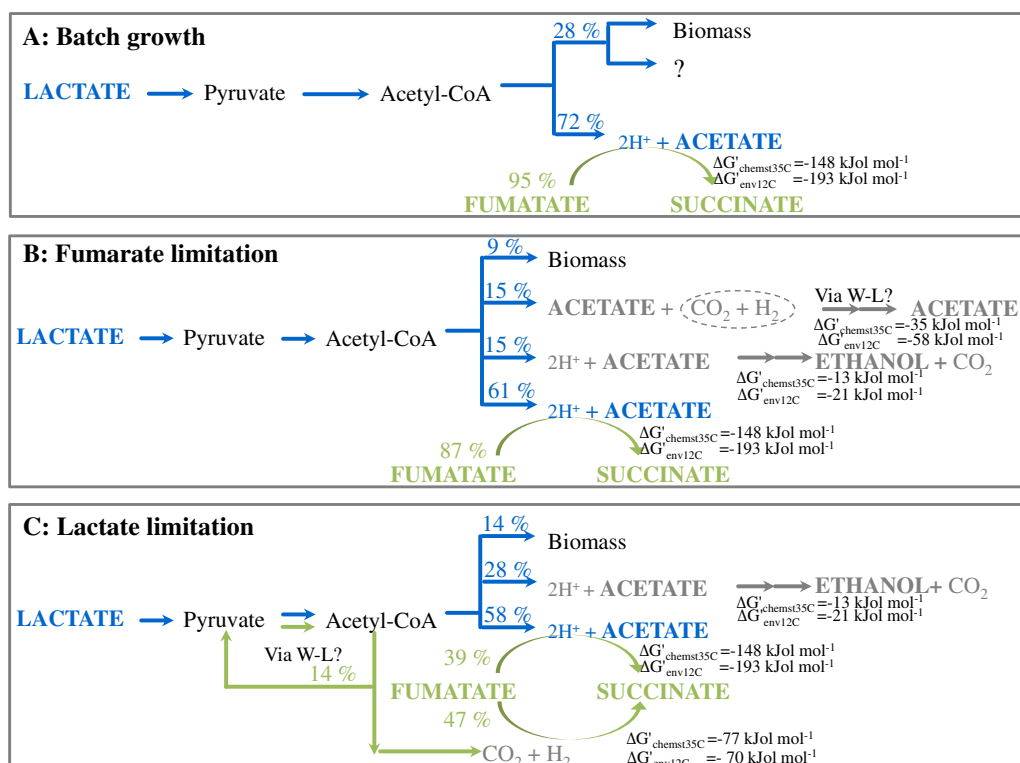 A: Batch growth
28 %
Biomass
?
LACTATE
Pyruvate
Acetyl-CoA
72 %
2H⁺ + ACETATE
ΔG'chemst35C =-148 kJol mol⁻¹
ΔG'env12C =-193 kJol mol⁻¹
95 %
FUMATATE
SUCCINATE
B: Fumarate limitation
9 %
Biomass
15 %
ACETATE + CO₂ + H₂
Via W-L?
ACETATE
ΔG'chemst35C =-35 kJol mol⁻¹
ΔG'env12C =-58 kJol mol⁻¹
LACTATE
Pyruvate
Acetyl-CoA
15 %
2H⁺ + ACETATE
ETHANOL + CO₂
ΔG'chemst35C =-13 kJol mol⁻¹
ΔG'env12C =-21 kJol mol⁻¹
61 %
2H⁺ + ACETATE
ΔG'chemst35C =-148 kJol mol⁻¹
ΔG'env12C =-193 kJol mol⁻¹
87 %
FUMATATE
SUCCINATE
C: Lactate limitation
14 %
Biomass
28 %
2H⁺ + ACETATE
ETHANOL + CO₂
ΔG'chemst35C =-13 kJol mol⁻¹
ΔG'env12C =-21 kJol mol⁻¹
LACTATE
Pyruvate
Acetyl-CoA
58 %
2H⁺ + ACETATE
Via W-L?
14 %
39 %
ΔG'chemst35C =-148 kJol mol⁻¹
ΔG'env12C =-193 kJol mol⁻¹
FUMATATE
SUCCINATE
47 %
CO₂ + H₂
ΔG'chemst35C =-77 kJol mol⁻¹
ΔG'env12C =- 70 kJol mol⁻¹